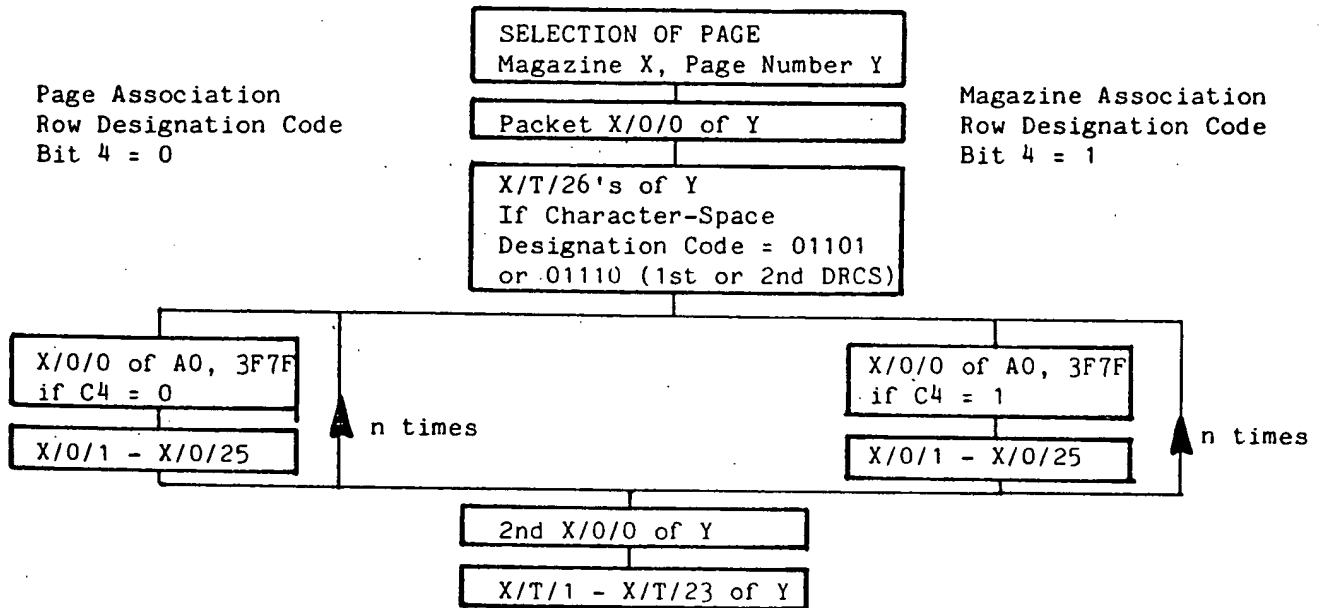 SELECTION OF PAGE
Magazine X, Page Number Y
Page Association
Row Designation Code
Bit 4 = 0
Magazine Association
Row Designation Code
Bit 4 = 1
Packet X/0/0 of Y
X/T/26's of Y
If Character-Space
Designation Code = 01101
or 01110 (1st or 2nd DRCS)
X/0/0 of A0, 3F7F
if C4 = 0
n times
X/0/1 - X/0/25
X/0/0 of A0, 3F7F
if C4 = 1
n times
X/0/1 - X/0/25
2nd X/0/0 of Y
X/T/1 - X/T/23 of Y